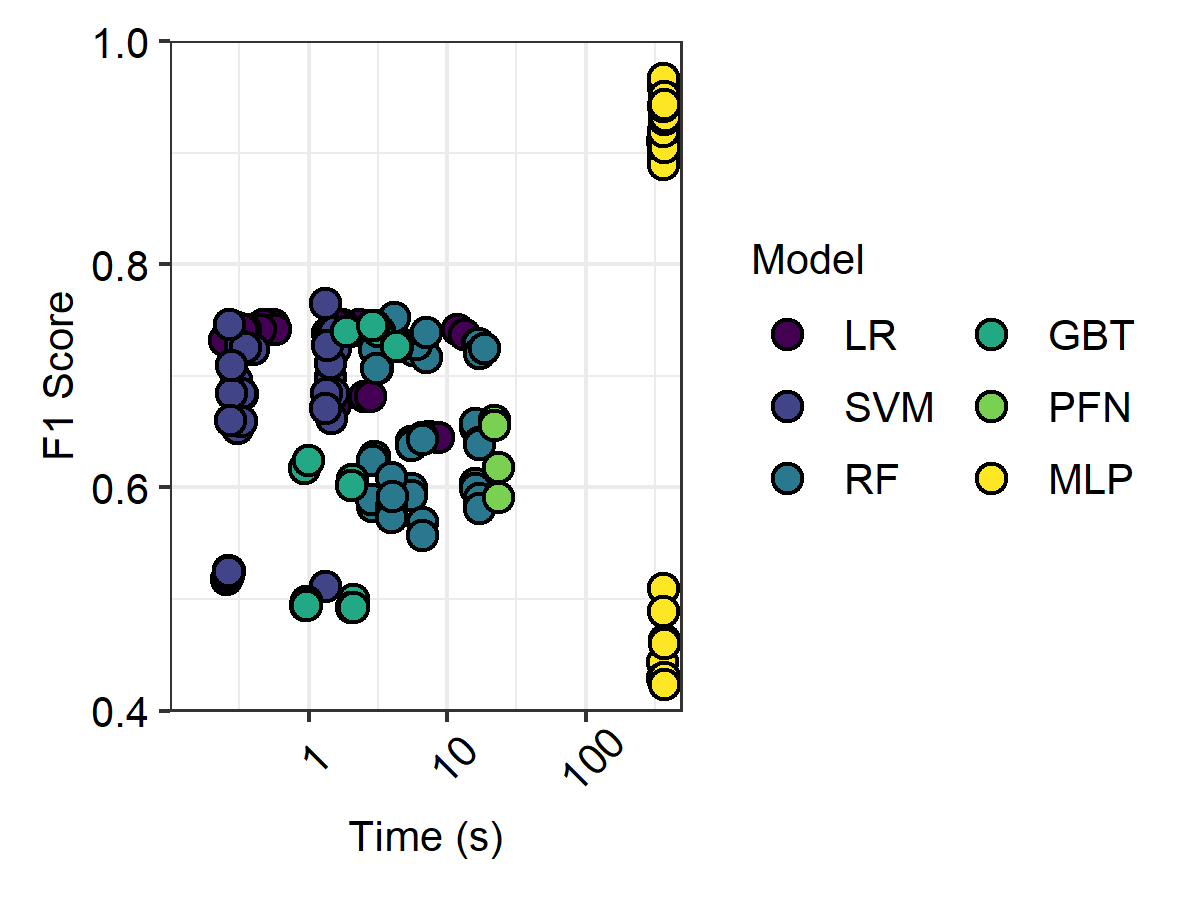 1.0
0.8
0.6
0.4
F1 Score
1
10
100
Time (s)
Model
LR
GBT
SVM
PFN
RF
MLP